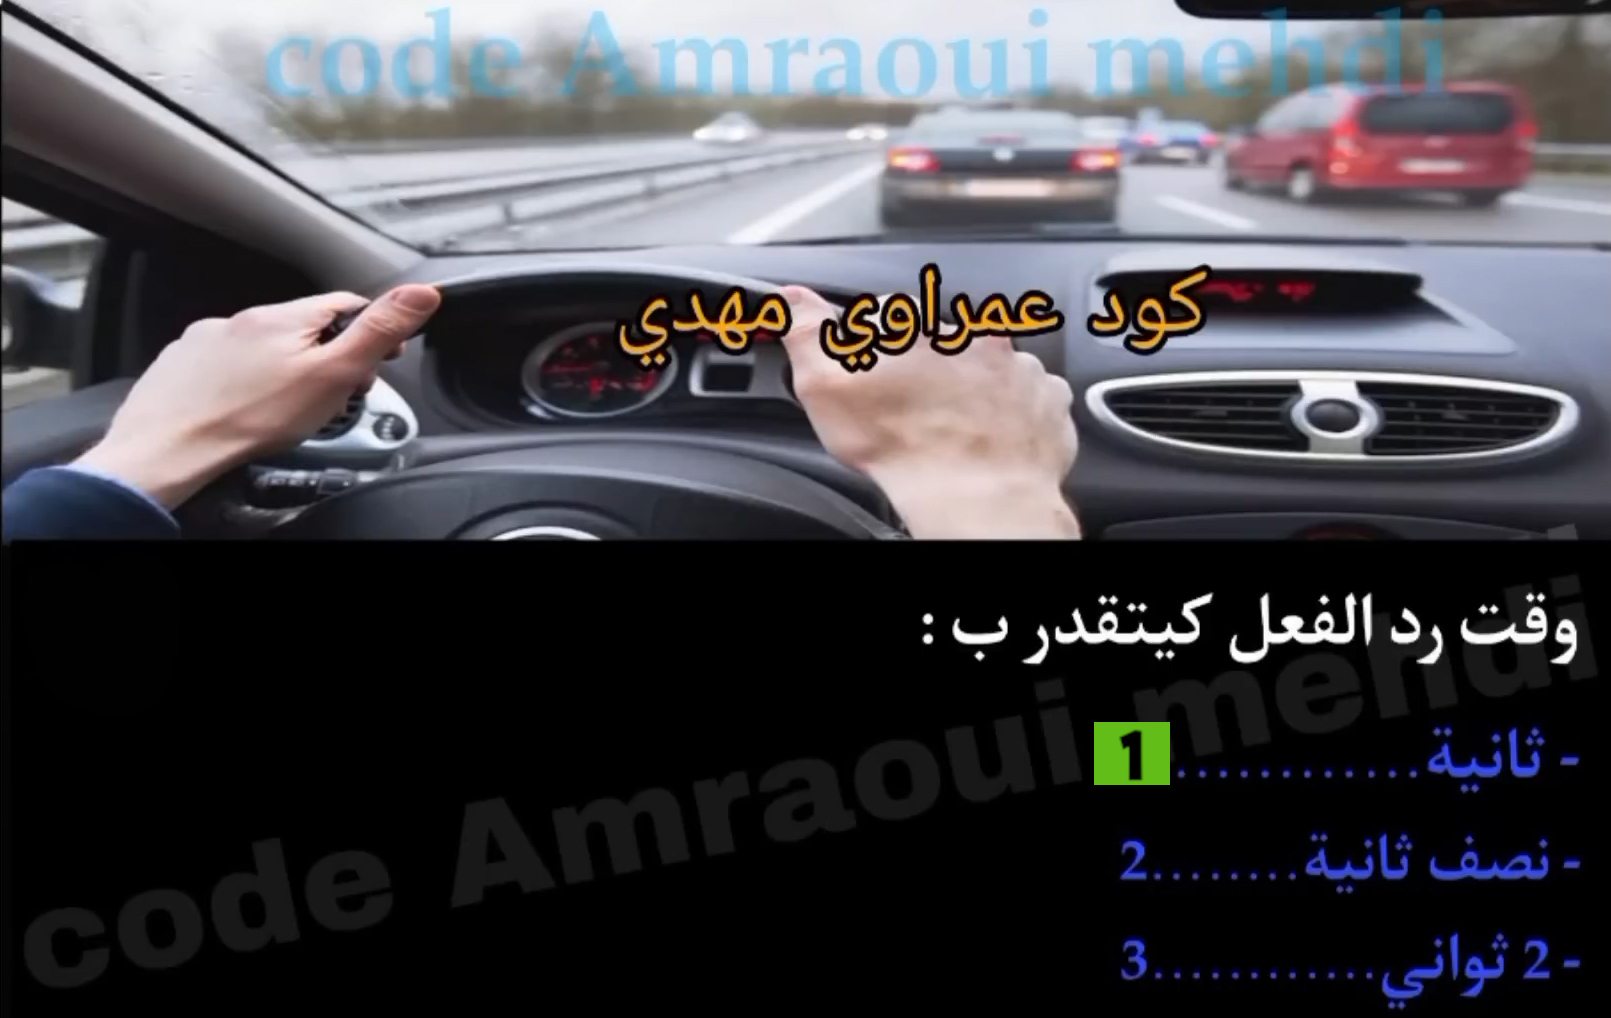 code Amraoui mehdi
كود عمراوي مهدي
وقت رد الفعل كيتقدر ب :
- ثانية............1
- نصف ثانية........2
- 2 ثواني............3
code Amraoui mehdi